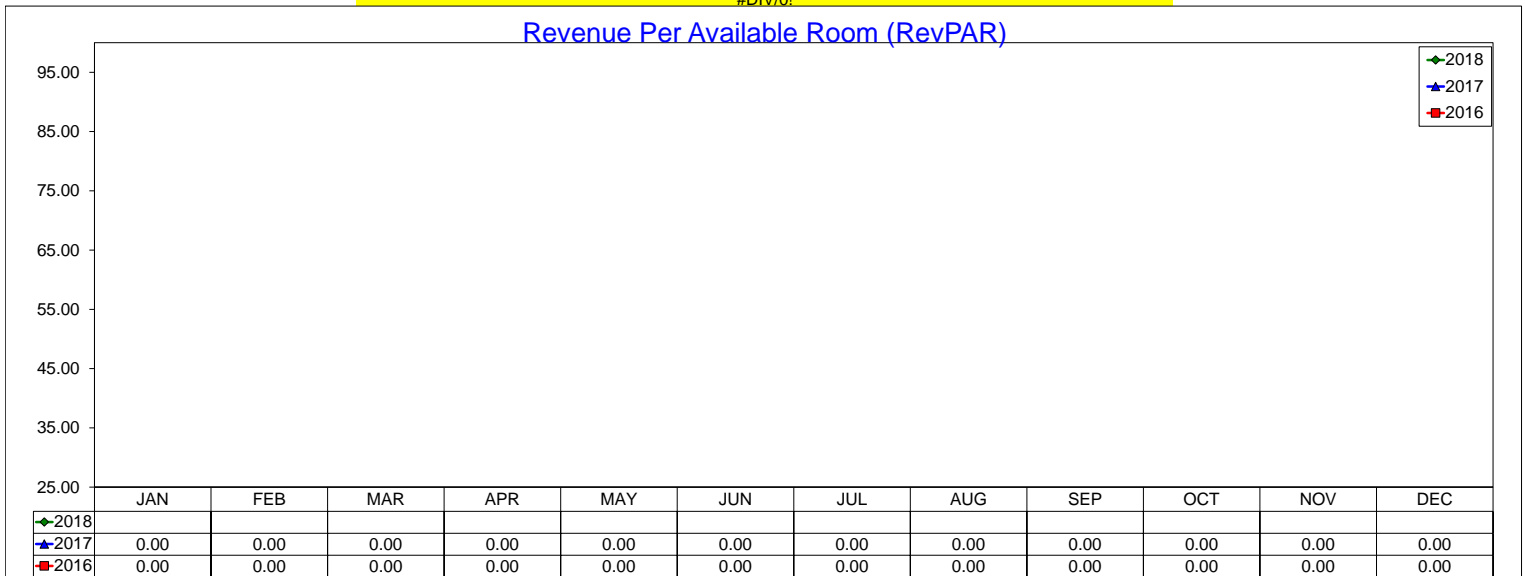 #DIV/0!
Revenue Per Available Room (RevPAR)
2018
2017
2016
95.00
85.00
75.00
65.00
55.00
45.00
35.00
25.00
JAN FEB MAR APR MAY JUN JUL AUG SEP OCT NOV DEC
2018
2017 0.00 0.00 0.00 0.00 0.00 0.00 0.00 0.00 0.00 0.00 0.00 0.00
2016 0.00 0.00 0.00 0.00 0.00 0.00 0.00 0.00 0.00 0.00 0.00 0.00